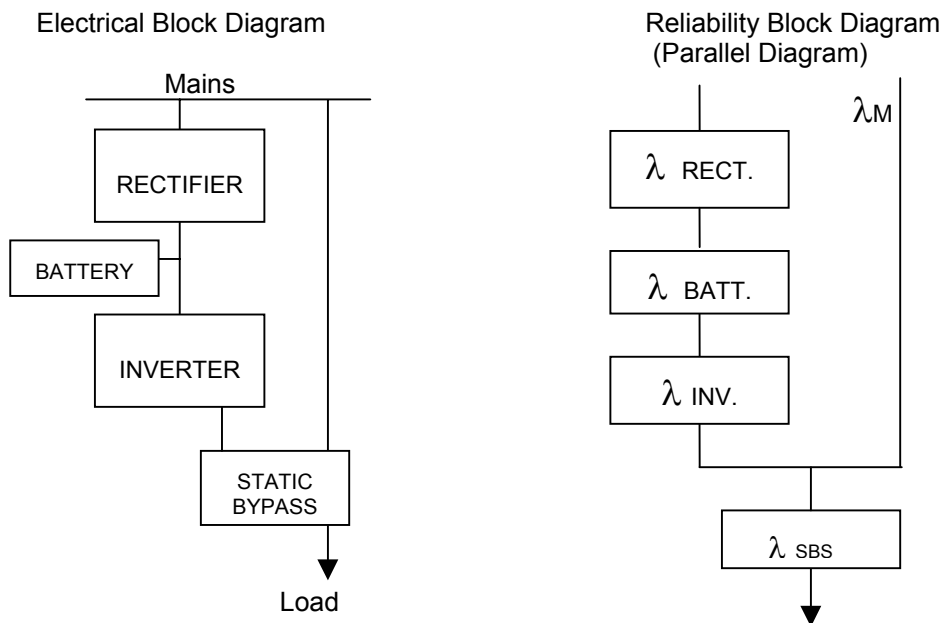 Electrical Block Diagram
Mains
RECTIFIER
BATTERY
INVERTER
STATIC
BYPASS
Load
Reliability Block Diagram
(Parallel Diagram)
λM
λ RECT.
λ BATT.
λ INV.
λ SBS